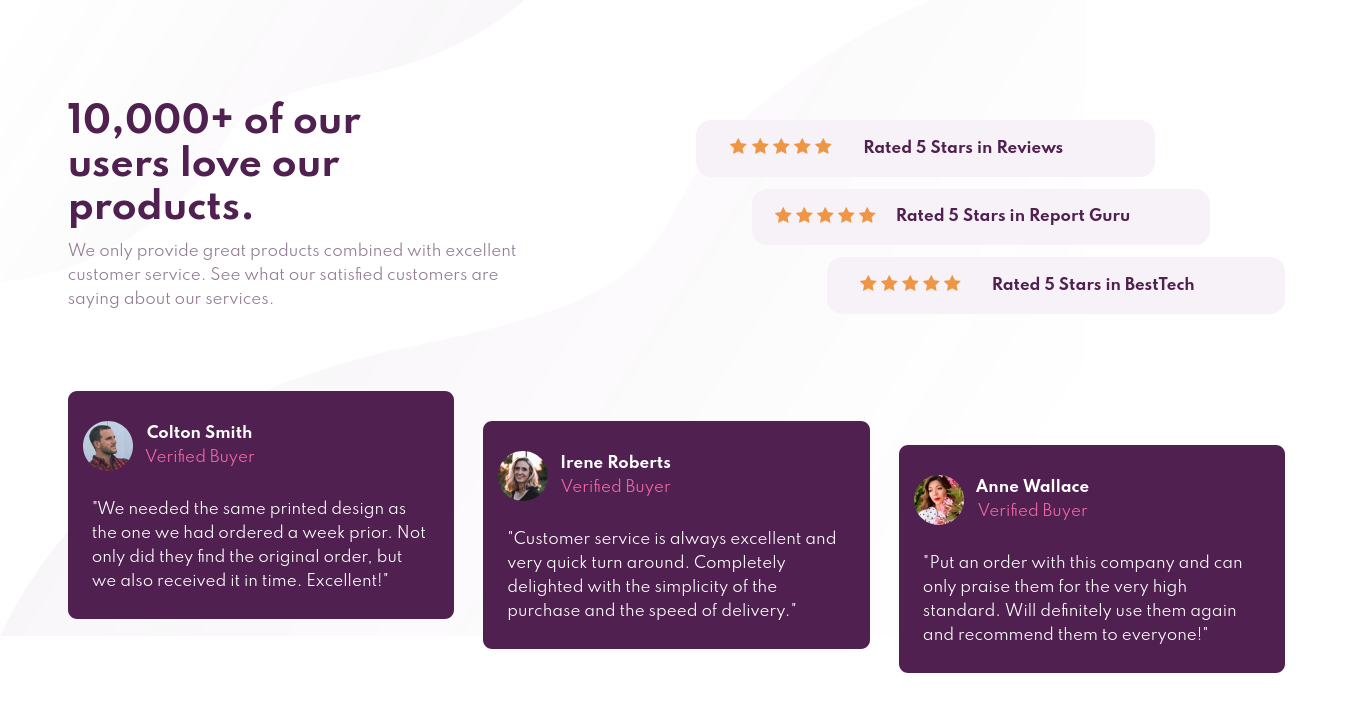 10,000+ of our
users love our
products.
We only provide great products combined with excellent
customer service. See what our satisfied customers are
saying about our services.
Rated 5 Stars in Reviews
Rated 5 Stars in Report Guru
Rated 5 Stars in BestTech
Colton Smith
Verified Buyer
"We needed the same printed design as
the one we had ordered a week prior. Not
only did they find the original order, but
we also received it in time. Excellent!"
Irene Roberts
Verified Buyer
"Customer service is always excellent and
very quick turn around. Completely
delighted with the simplicity of the
purchase and the speed of delivery."
Anne Wallace
Verified Buyer
"Put an order with this company and can
only praise them for the very high
standard. Will definitely use them again
and recommend them to everyone!"